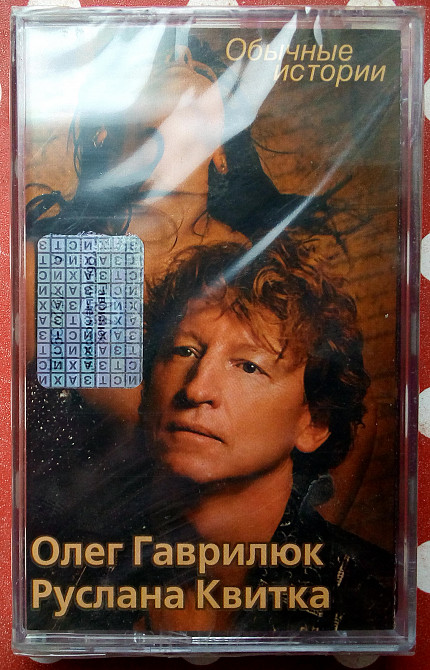 Обычные
истории
Олег Гаврилюк
Руслана Квитка